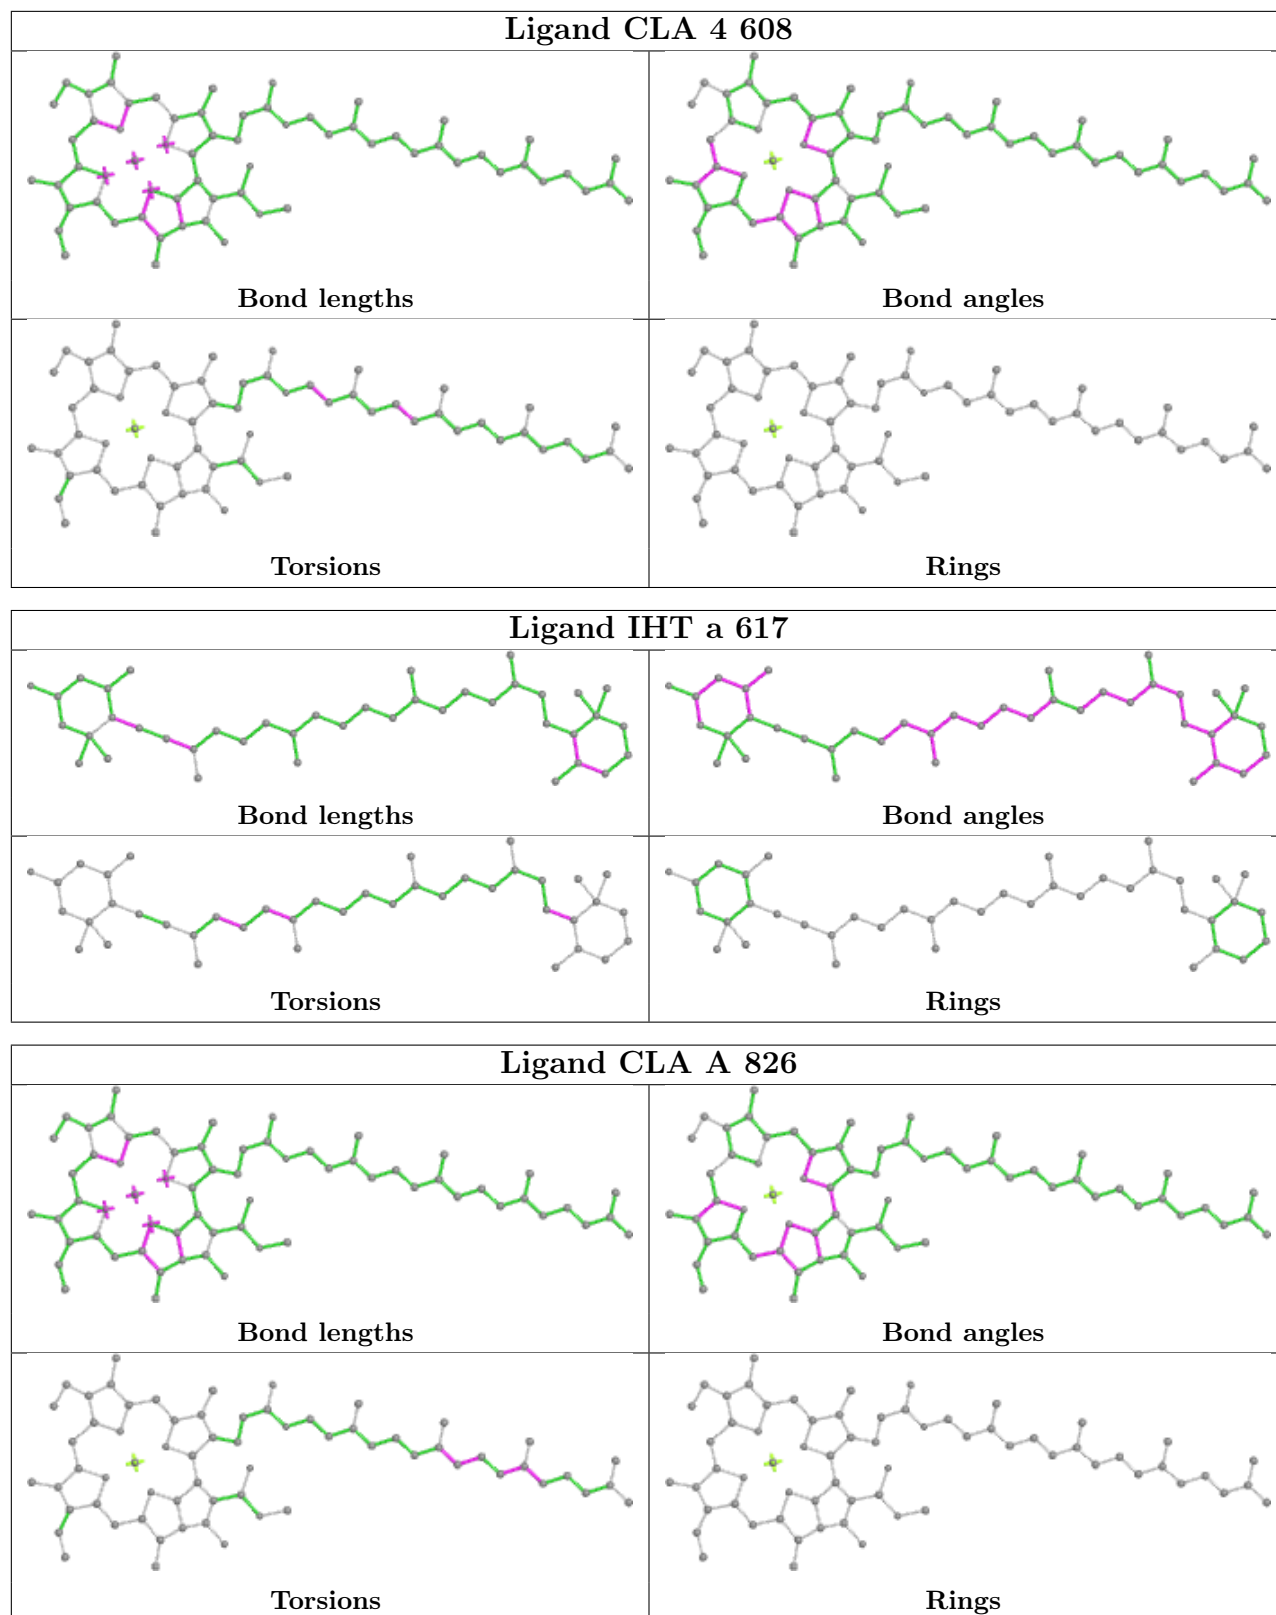 Ligand CLA 4 608
Bond lengths
Bond angles
Torsions
Rings
Ligand IHT a 617
Bond lengths
Bond angles
Torsions
Rings
Ligand CLA A 826
Bond lengths
Bond angles
Torsions
Rings